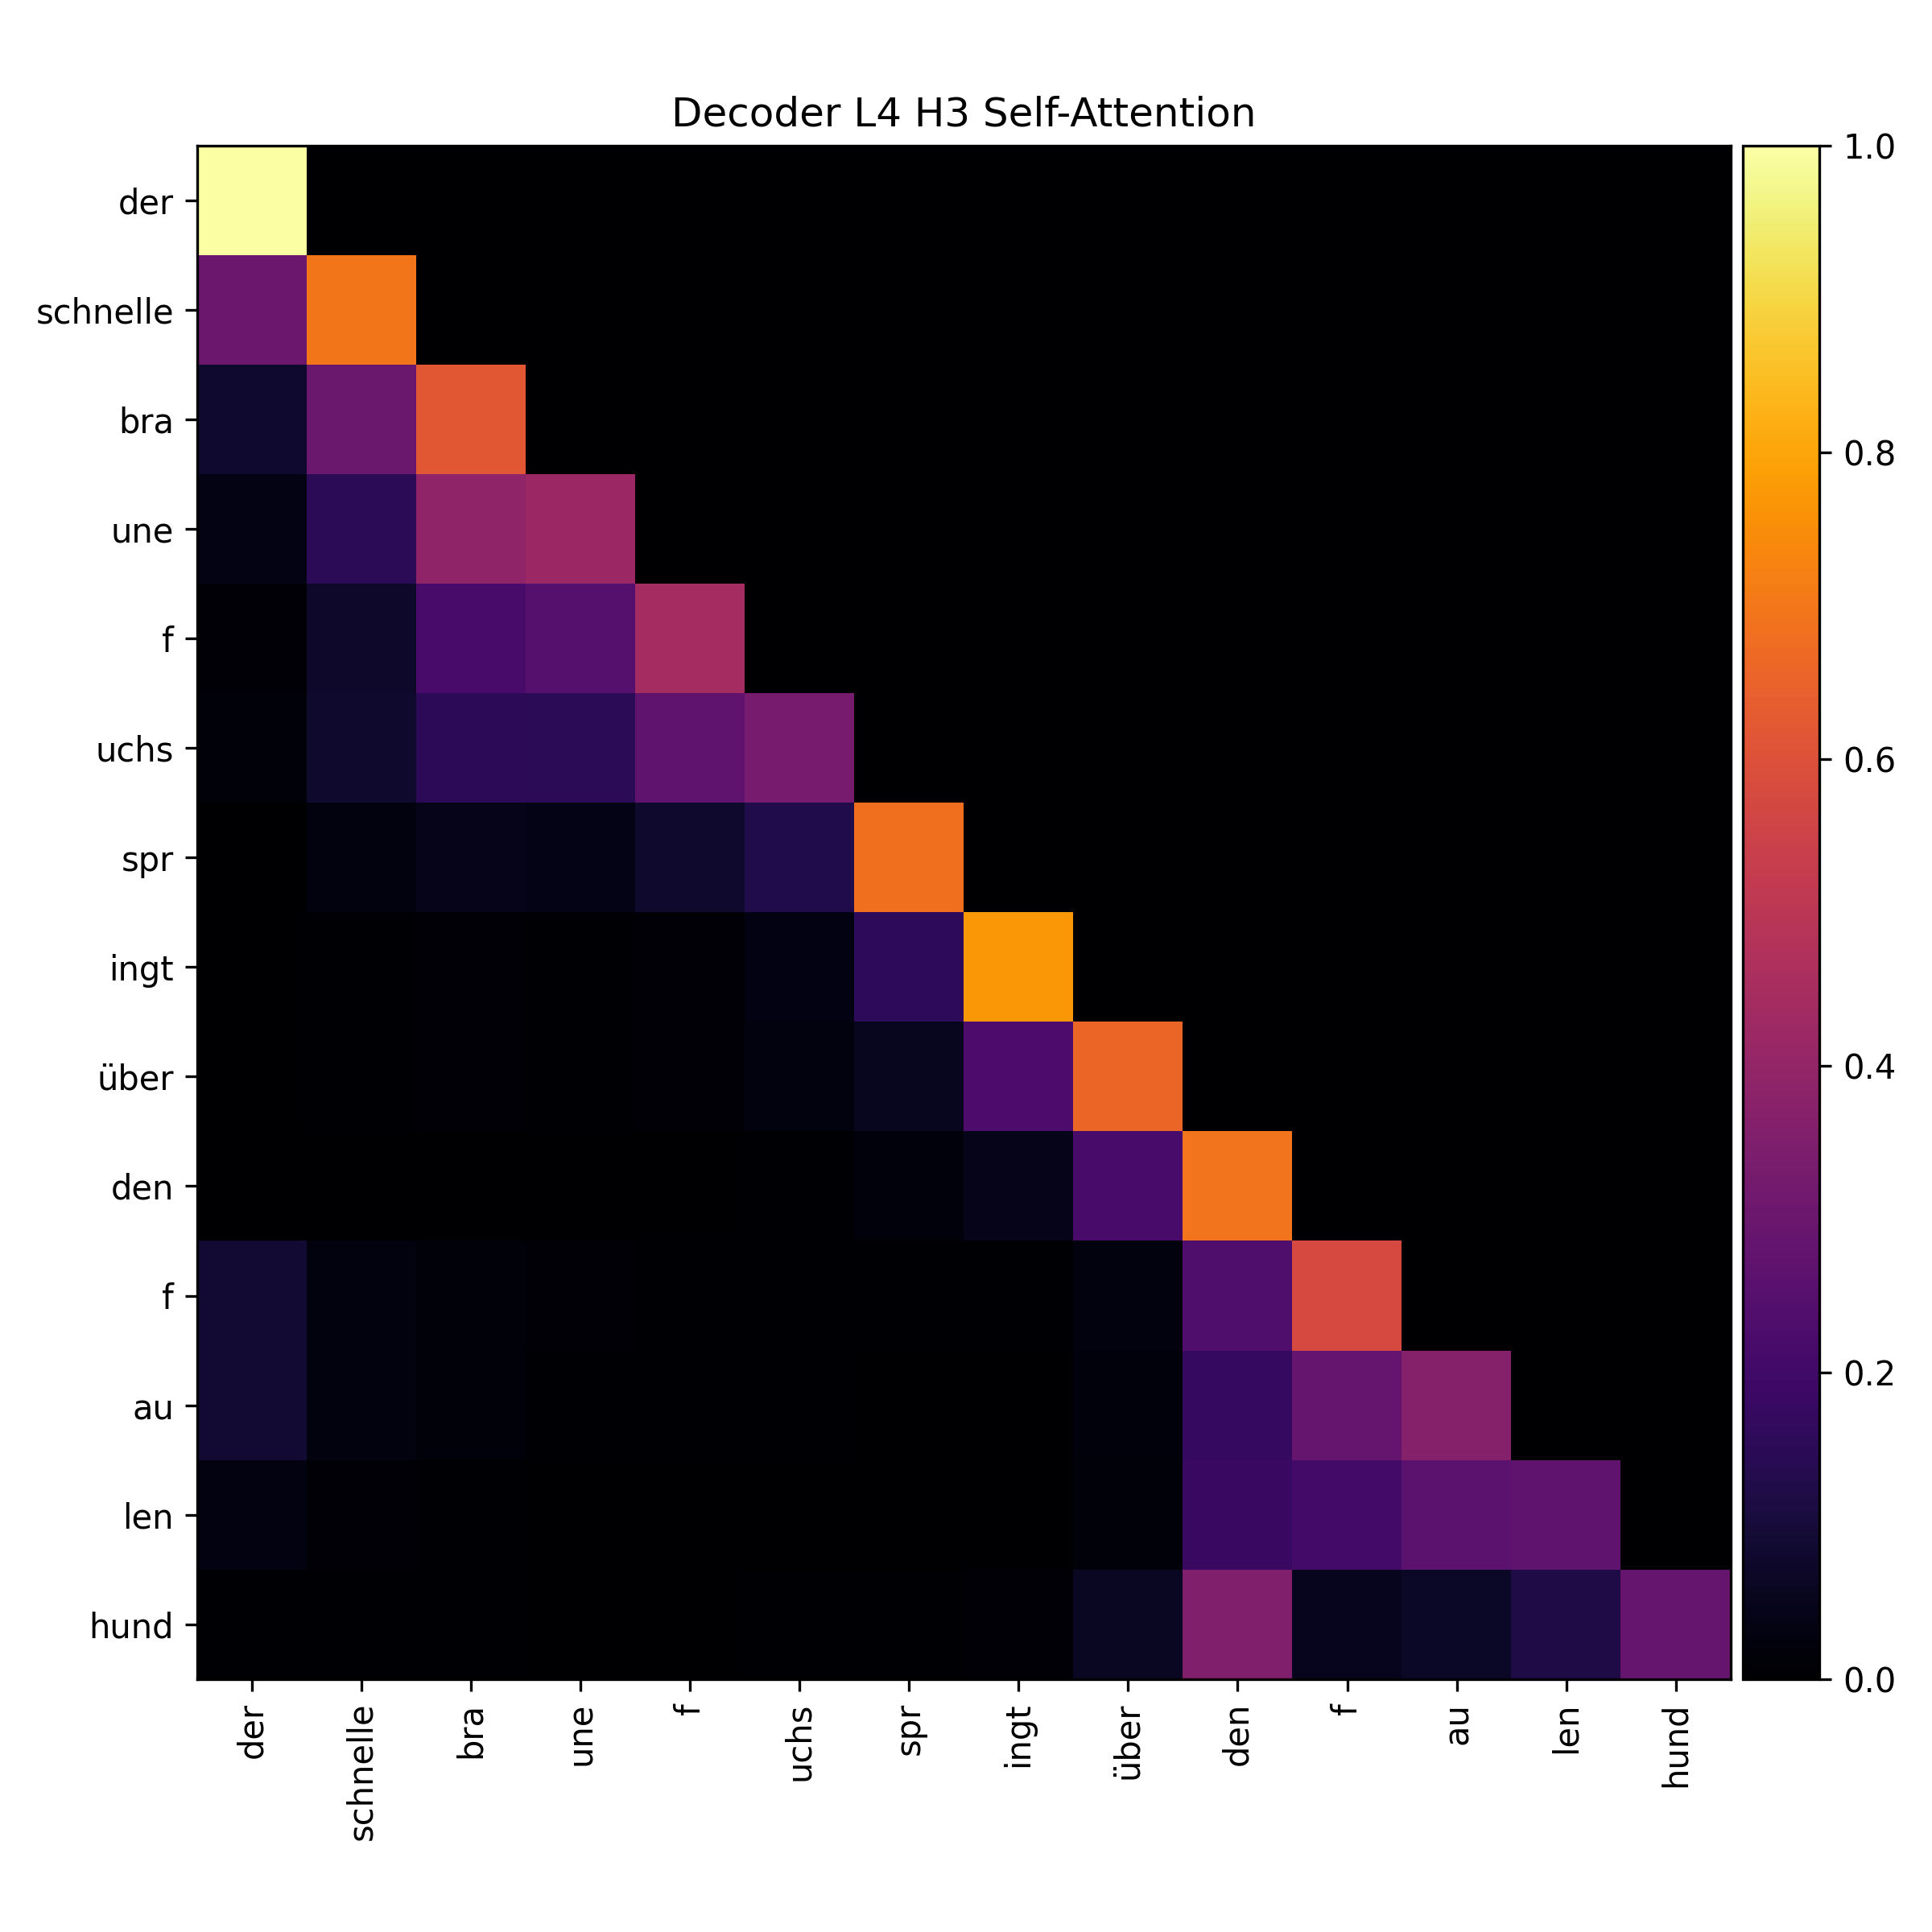 Decoder L4 H3 Self-Attention
der
schnelle
bra
une
f
uchs
spr
ingt
über
den
f
au
len
hund
der
schnelle
bra
une
f
uchs
spr
ingt
über
den
f
au
len
hund
1.0
0.8
0.6
0.4
0.2
0.0